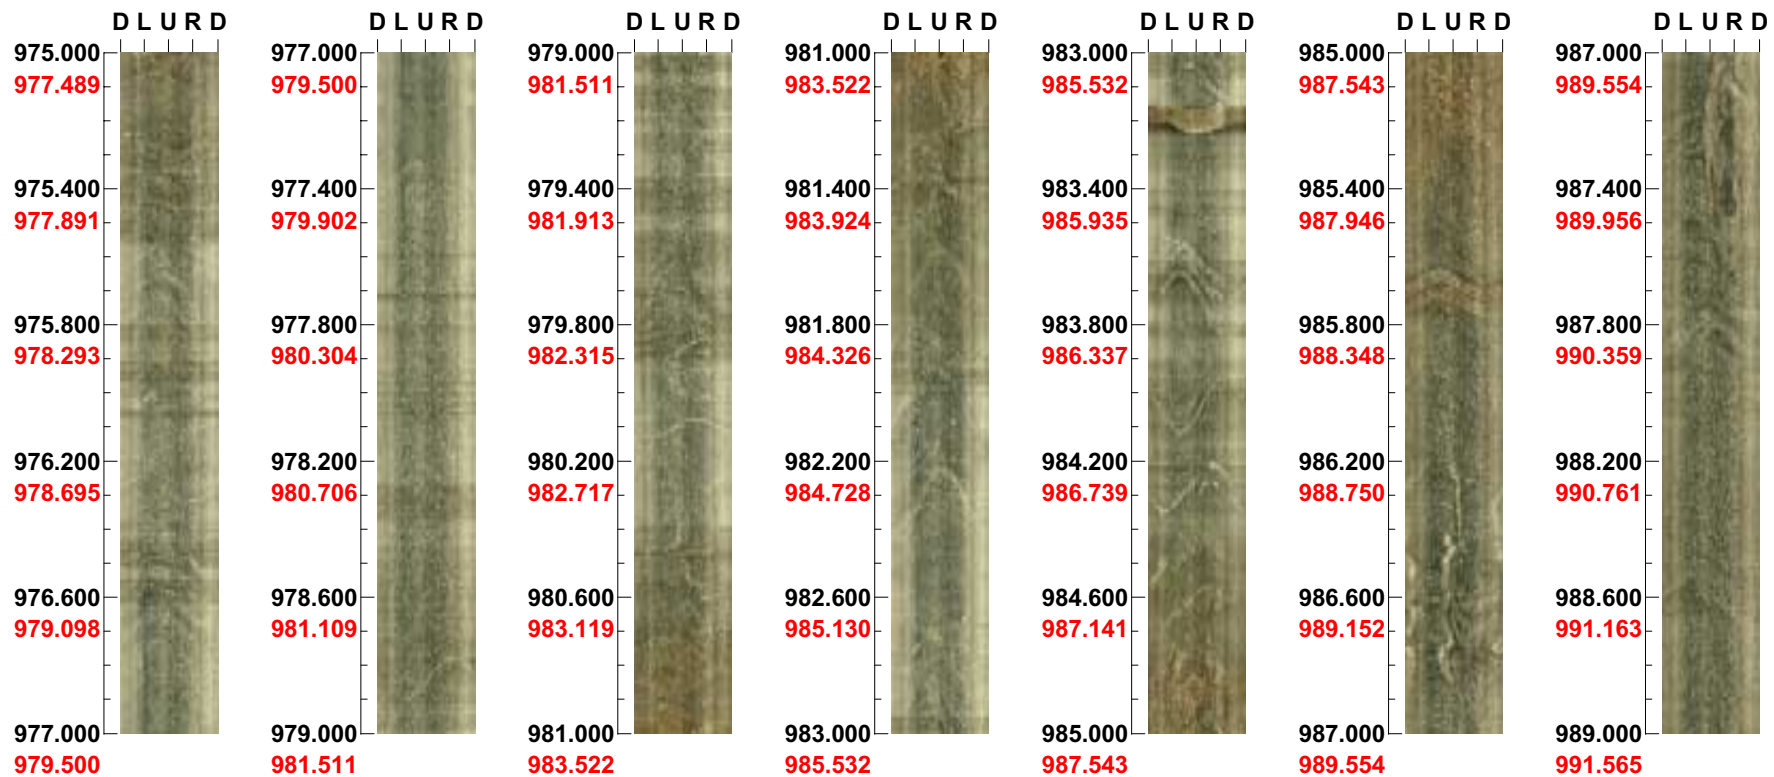 D L U R D D L U R D D L U R D D L U R D D L U R D D L U R D D L U R D
975.000 977.000 979.000 981.000 983.000 985.000 987.000
977.489 979.500 981.511 983.522 985.532 987.543 989.554
975.400 977.400 979.400 981.400 983.400 985.400 987.400
977.891 979.902 981.913 983.924 985.935 987.946 989.956
975.800 977.800 979.800 981.800 983.800 985.800 987.800
978.293 980.304 982.315 984.326 986.337 988.348 990.359
976.200 978.200 980.200 982.200 984.200 986.200 988.200
978.695 980.706 982.717 984.728 986.739 988.750 990.761
976.600 978.600 980.600 982.600 984.600 986.600 988.600
979.098 981.109 983.119 985.130 987.141 989.152 991.163
977.000 979.000 981.000 983.000 985.000 987.000 989.000
979.500 981.511 983.522 985.532 987.543 989.554 991.565